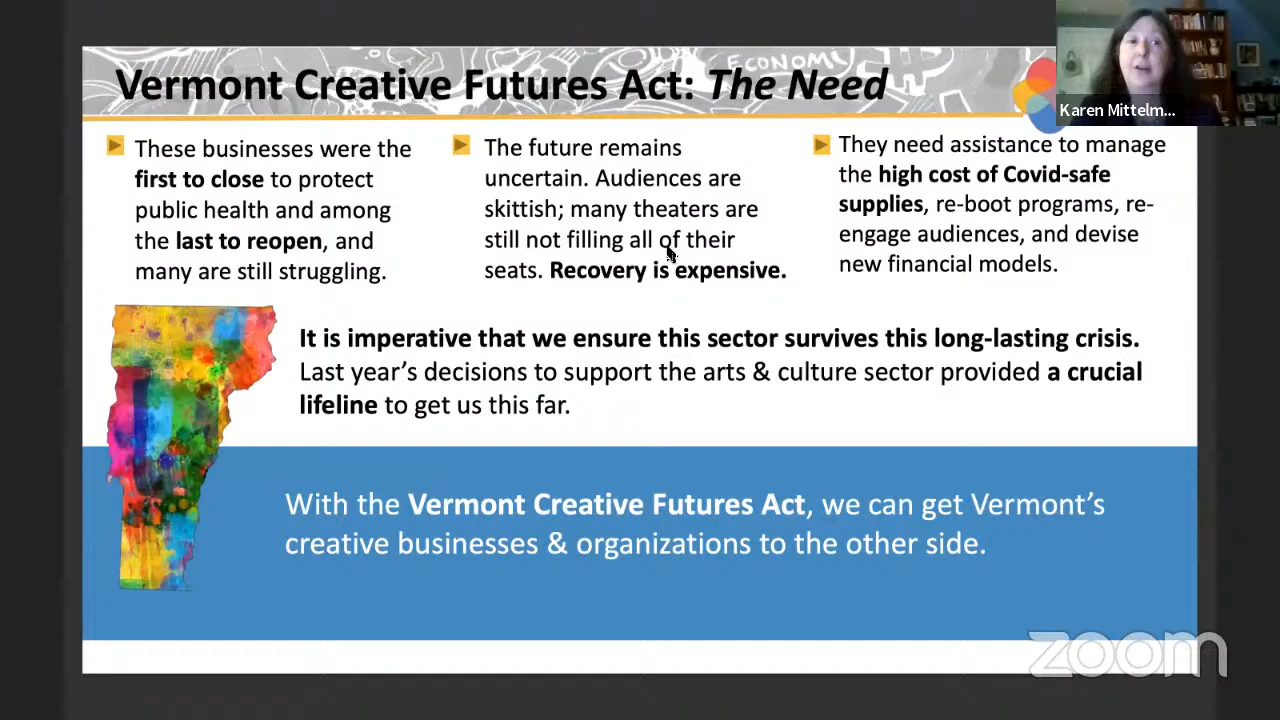 ECONOMY
Vermont Creative Futures Act: The Need
Karen Mittelm...
These businesses were the
first to close to protect
public health and among
the last to reopen, and
many are still struggling.
The future remains
uncertain. Audiences are
skittish; many theaters are
still not filling all of their
seats. Recovery is expensive.
They need assistance to manage
the high cost of Covid-safe
supplies, re-boot programs, re-
engage audiences, and devise
new financial models.
It is imperative that we ensure this sector survives this long-lasting crisis.
Last year’s decisions to support the arts & culture sector provided a crucial
lifeline to get us this far.
With the Vermont Creative Futures Act, we can get Vermont’s
creative businesses & organizations to the other side.
zoom